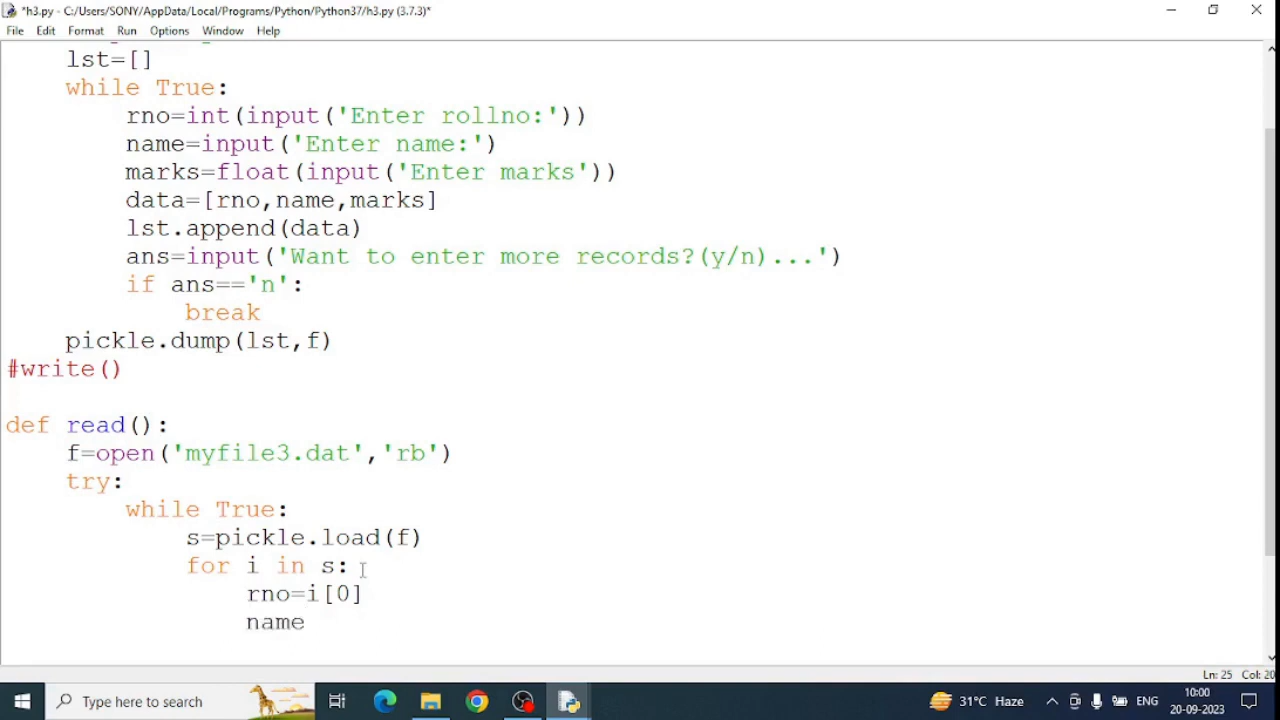 *h3.py - C:/Users/SONY/AppData/Local/Programs/Python/Python37/h3.py (3.7.3)*
File Edit Format Run Options Window Help
lst=[]
while True:
rno=int(input('Enter rollno:'))
name=input('Enter name:')
marks=float(input('Enter marks'))
data=[rno,name,marks]
lst.append(data)
ans=input('Want to enter more records?(y/n)...')
if ans=='n':
break
pickle.dump(lst,f)
#write()
def read():
f=open('myfile3.dat','rb')
try:
while True:
s=pickle.load(f)
for i in s:
rno=i[0]
name
Ln: 25 Col: 20
Type here to search
31°C Haze
ENG
10:00
20-09-2023